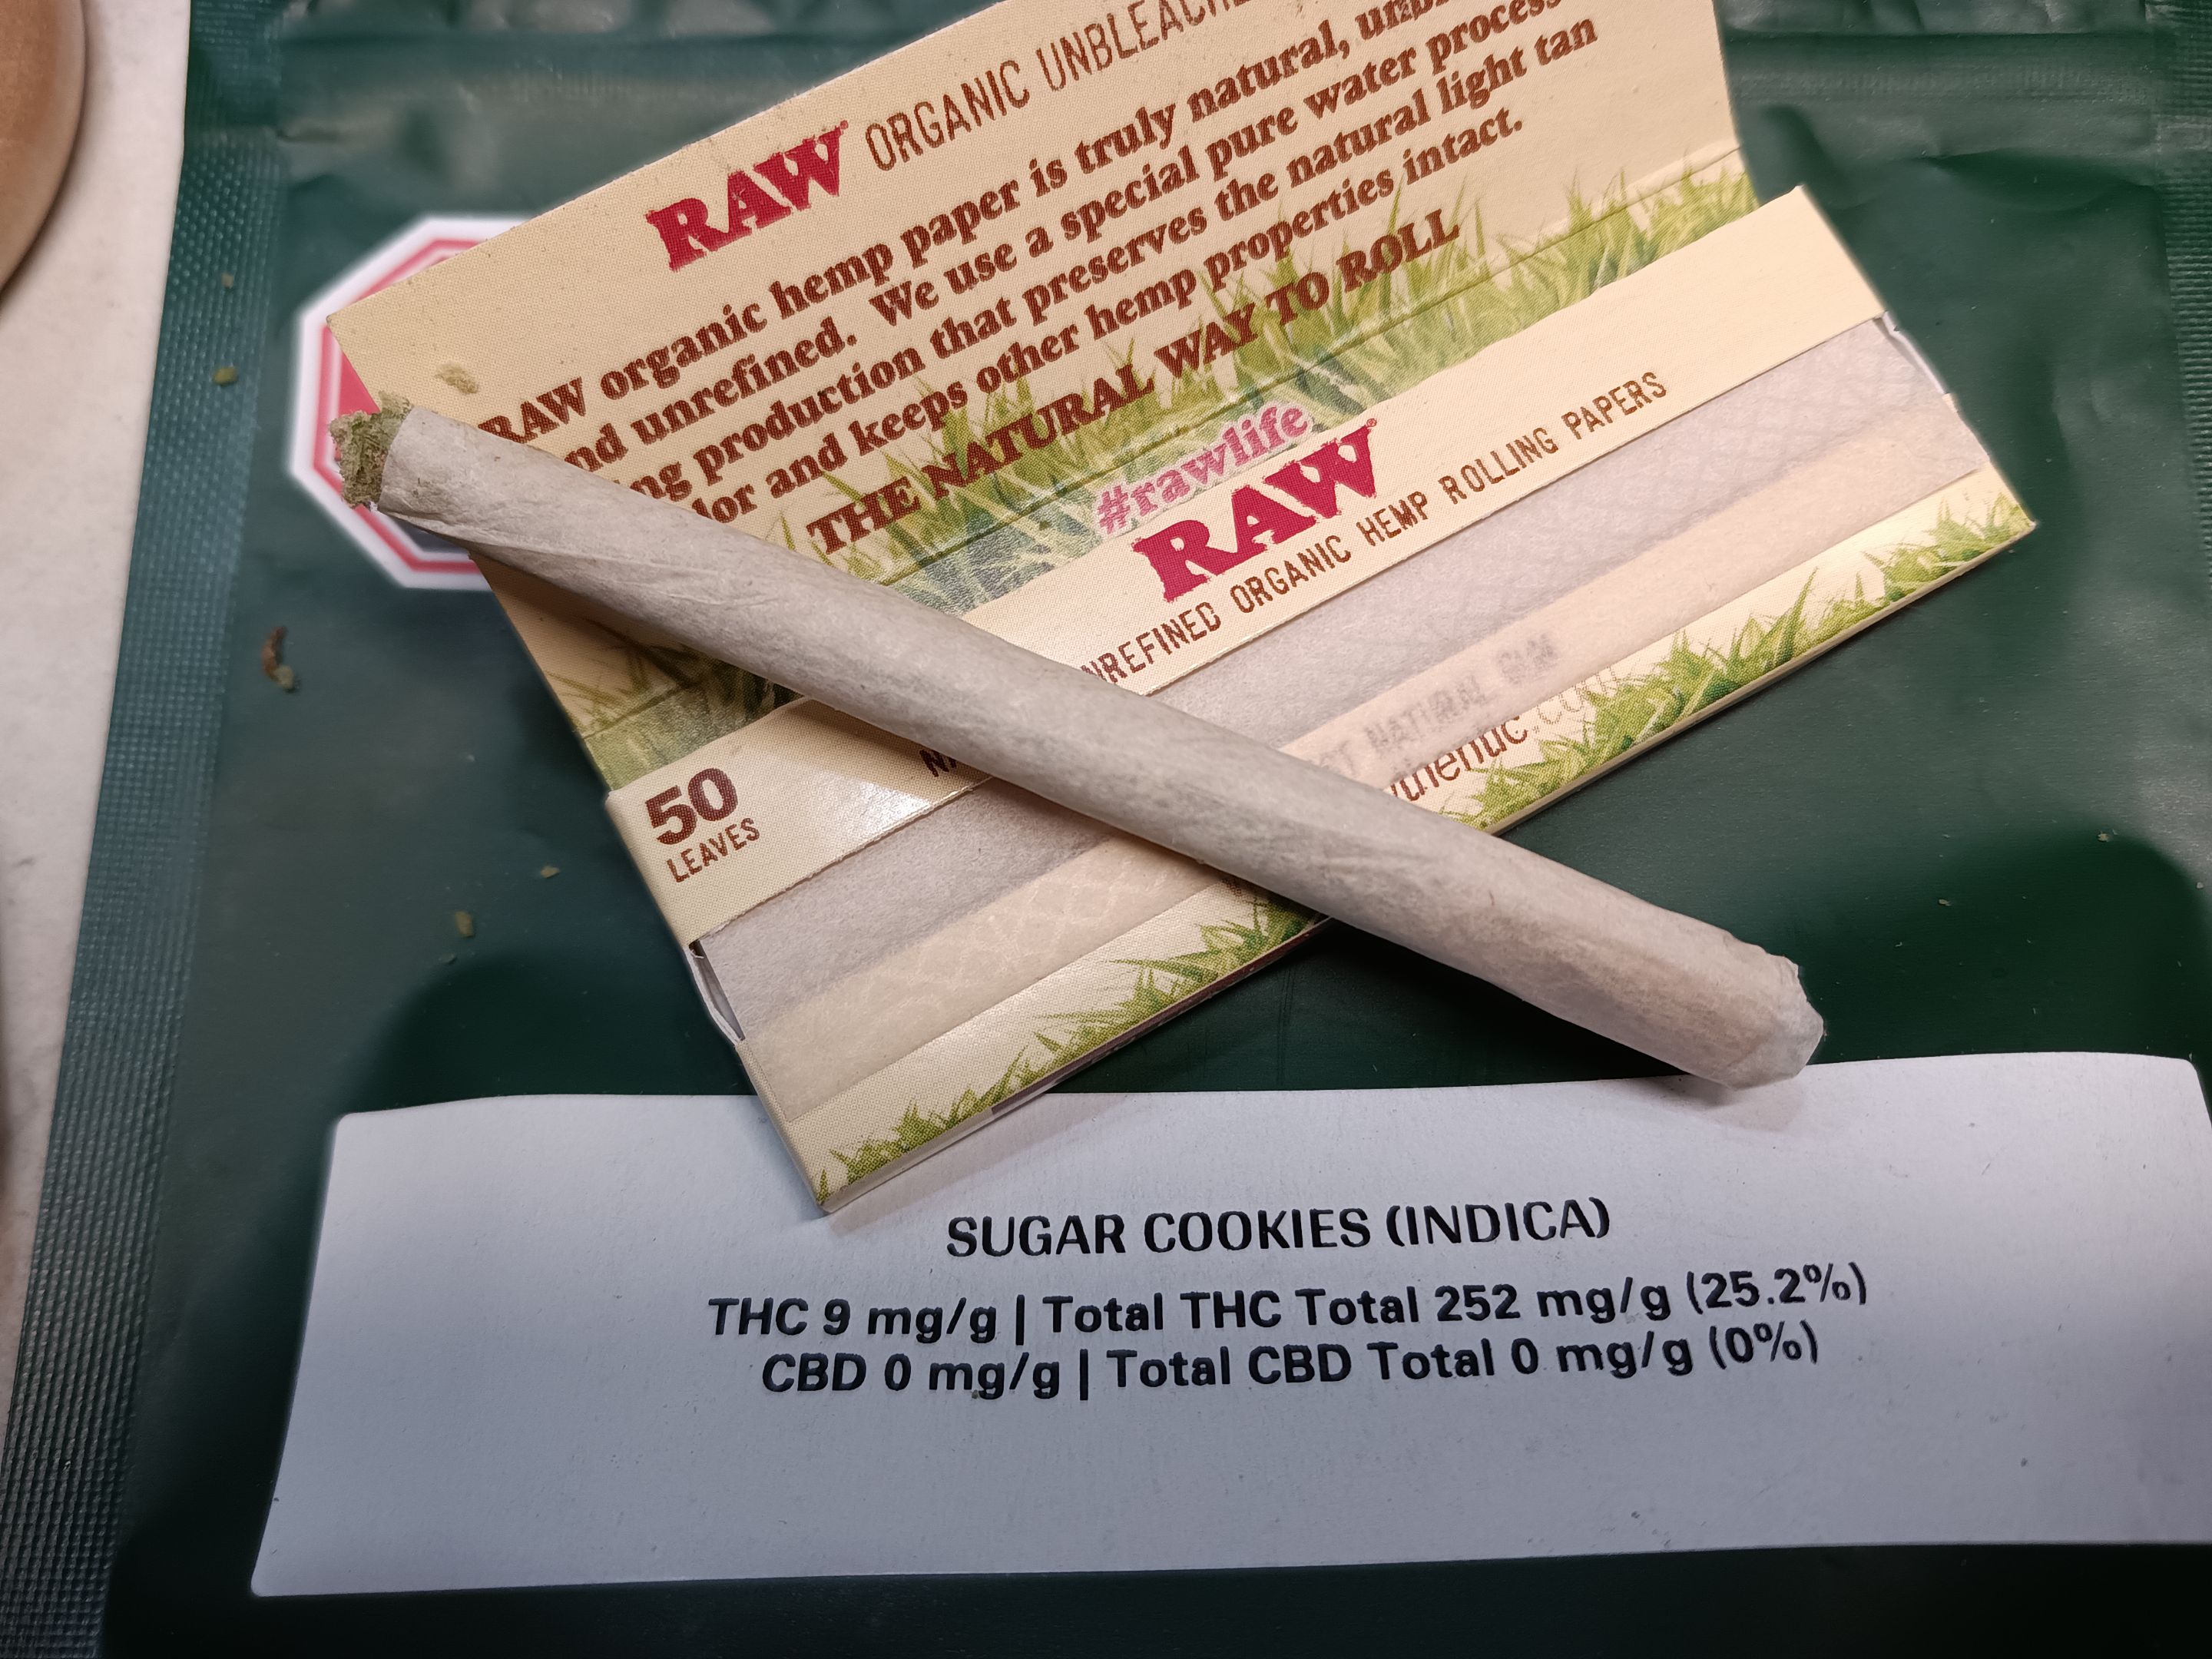 RAW ORGANIC
RAW organic hemp paper is truly natural,
and unrefined. We use a special pure water process
production that preserves the natural light tan
and keeps other hemp properties intact.
THE NATURAL WAY TO ROLL
#rawlife
RAW
ORGANIC HEMP ROLLING PAPERS
50
LEAVES
NATURAL GUM
SUGAR COOKIES (INDICA)
THC 9 mg/g | Total THC Total 252 mg/g (25.2%)
CBD 0 mg/g | Total CBD Total 0 mg/g (0%)